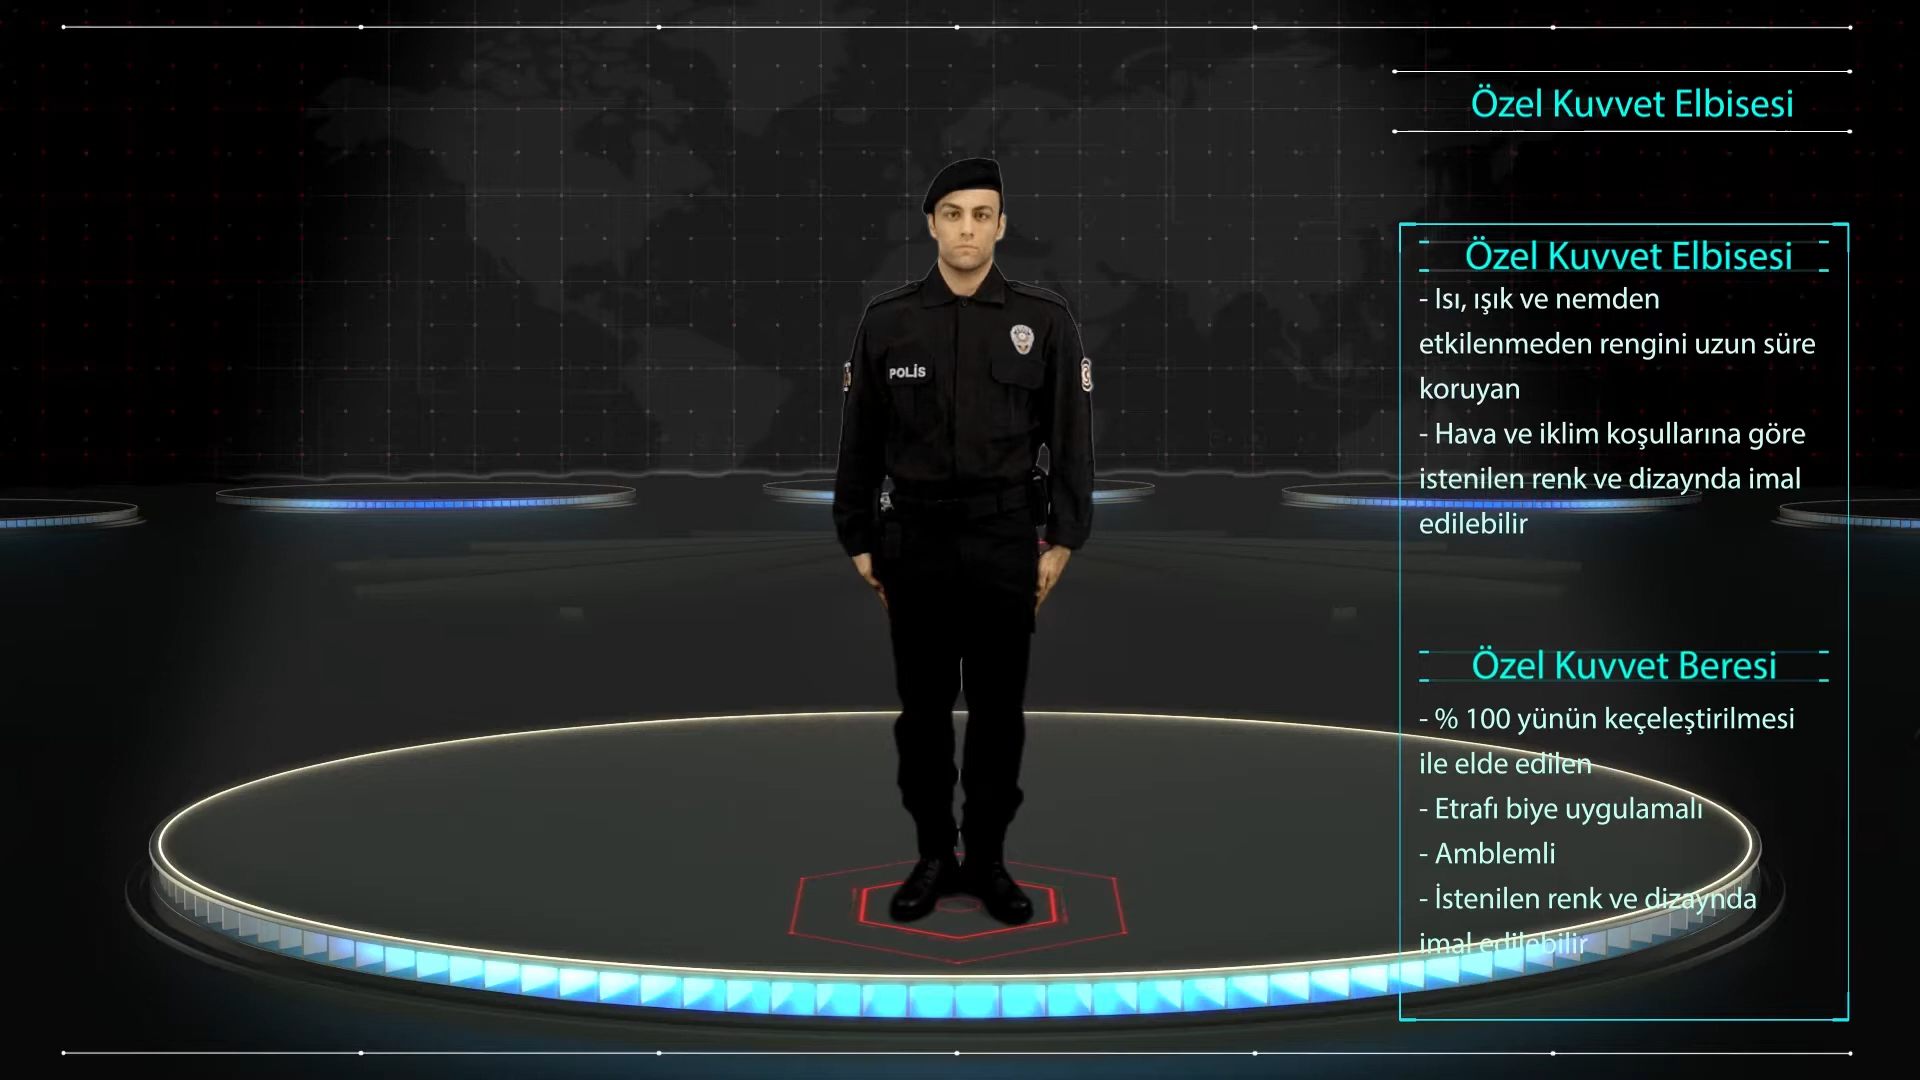 Özel Kuvvet Elbisesi
POLİS
Özel Kuvvet Elbisesi
- Isı, ışık ve nemden
etkilenmeden rengini uzun süre
koruyan
- Hava ve iklim koşullarına göre
istenilen renk ve dizaynda imal
edilebilir
Özel Kuvvet Beresi
- % 100 yünün keçeleştirilmesi
ile elde edilen
- Etrafı biye uygulamalı
- Amblemli
- İstenilen renk ve dizaynda
imal edilebilir